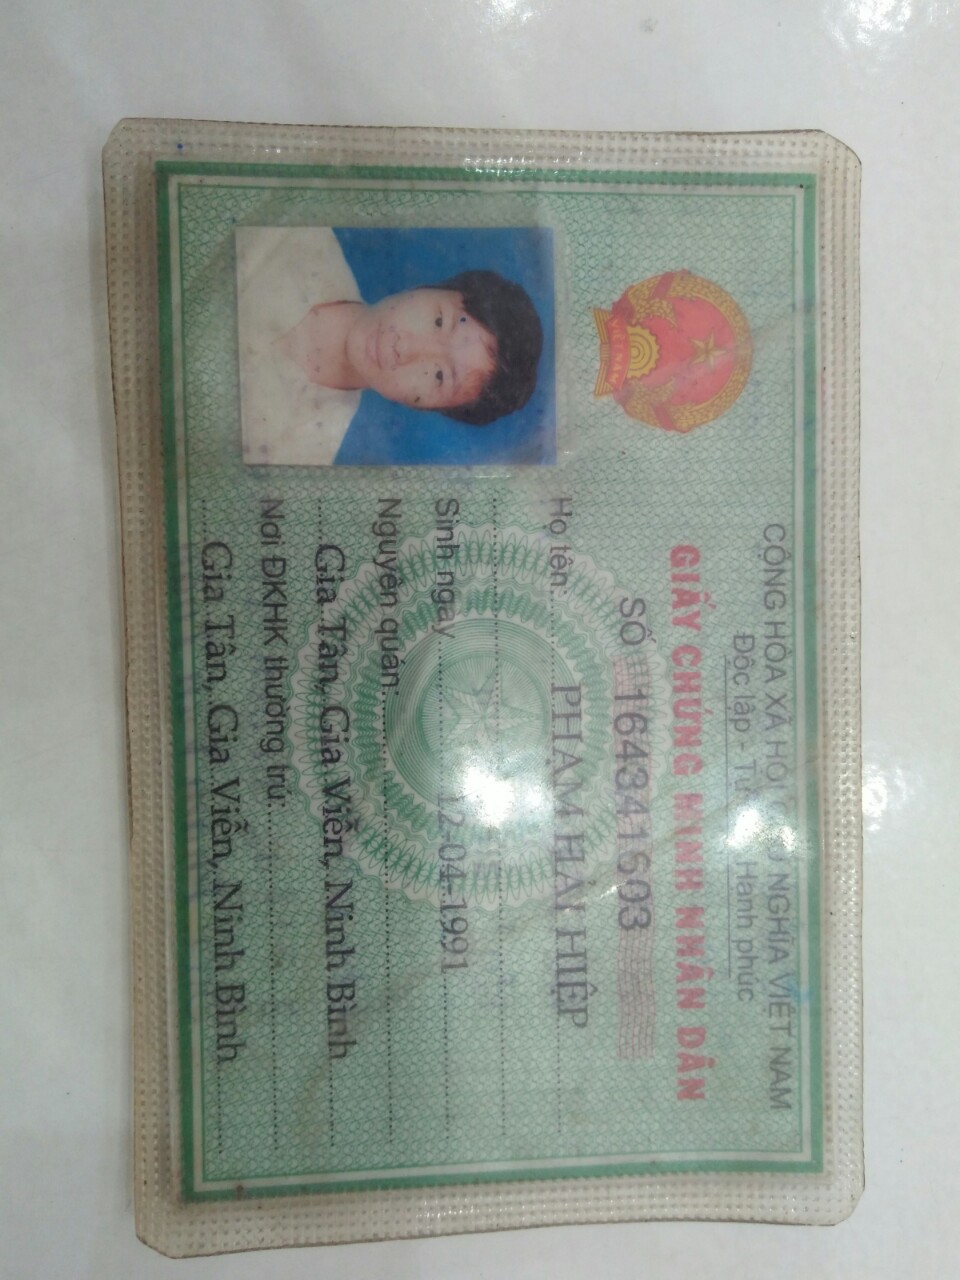 CỘNG HÒA XÃ HỘI CHỦ NGHĨA VIỆT NAM
Độc lập - Tự do - Hạnh phúc
GIẤY CHỨNG MINH NHÂN DÂN
SỐ 164341603
Họ tên: PHẠM HẢI HIỆP
Sinh ngày 12-04-1991
Nguyên quán:
Gia Tân, Gia Viễn, Ninh Bình
Nơi ĐKHK thường trú:
Gia Tân, Gia Viễn, Ninh Bình
VIỆT NAM